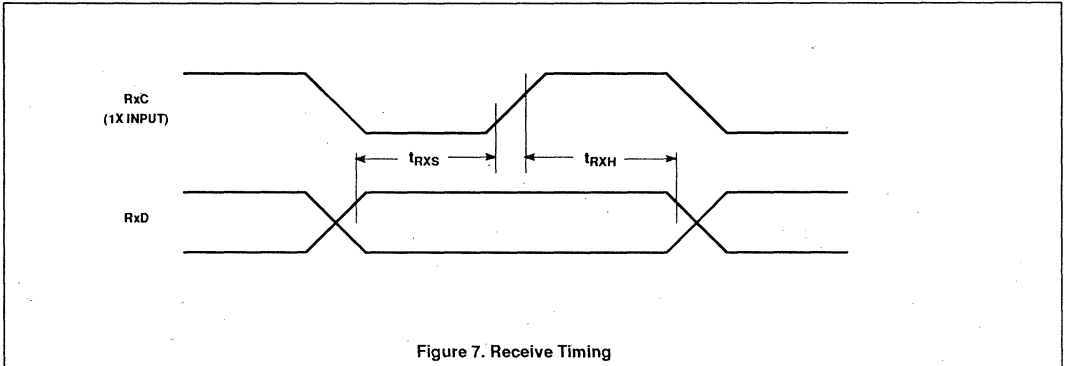 RxC
(1X INPUT)
tRXS
tRXH
RxD
Figure 7. Receive Timing